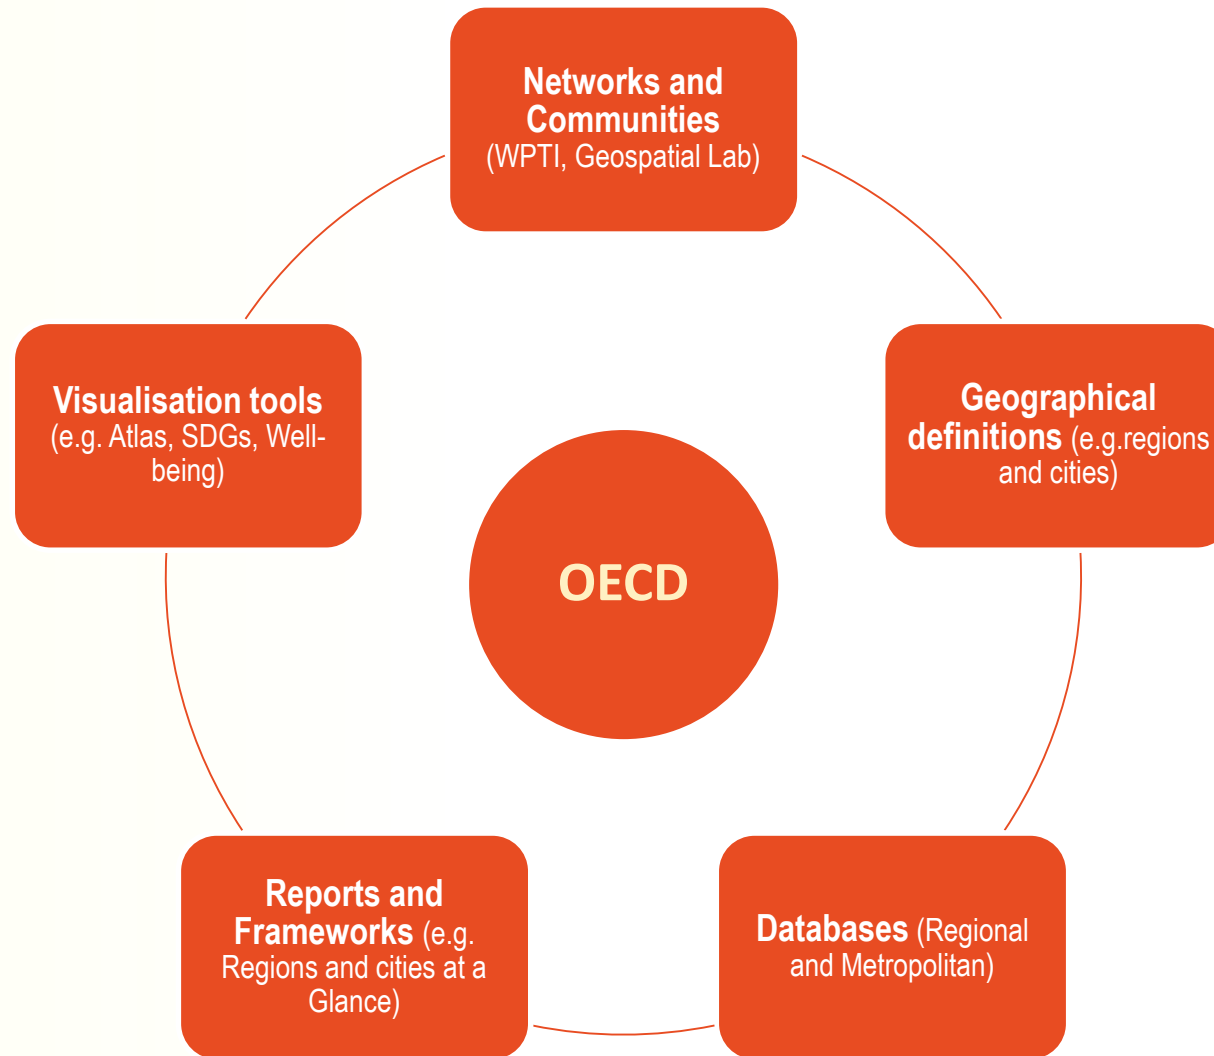 Networks and
Communities
(WPTI, Geospatial Lab)
Visualisation tools
(e.g. Atlas, SDGs, Well-
being)
Geographical
definitions (e.g.regions
and cities)
OECD
Reports and
Frameworks (e.g.
Regions and cities at a
Glance)
Databases (Regional
and Metropolitan)